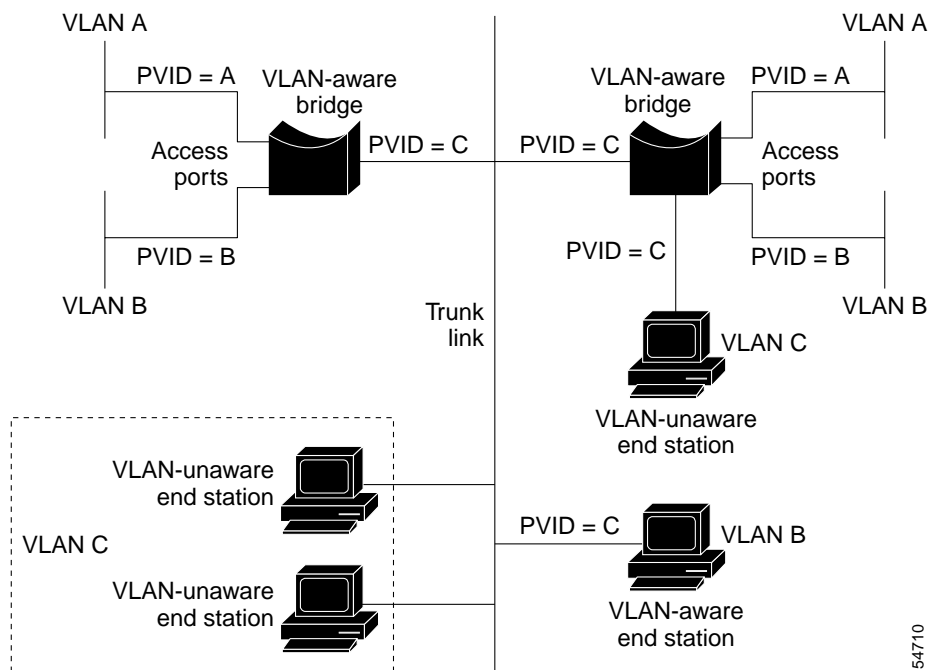 VLAN A
PVID = A
VLAN-aware
bridge
Access
ports
PVID = C
PVID = B
VLAN B
VLAN A
VLAN-aware
bridge
PVID = A
PVID = C
Access
ports
PVID = C
PVID = B
VLAN B
Trunk
link
VLAN C
VLAN-unaware
end station
VLAN-unaware
end station
VLAN C
VLAN-unaware
end station
PVID = C
VLAN B
VLAN-aware
end station
54710